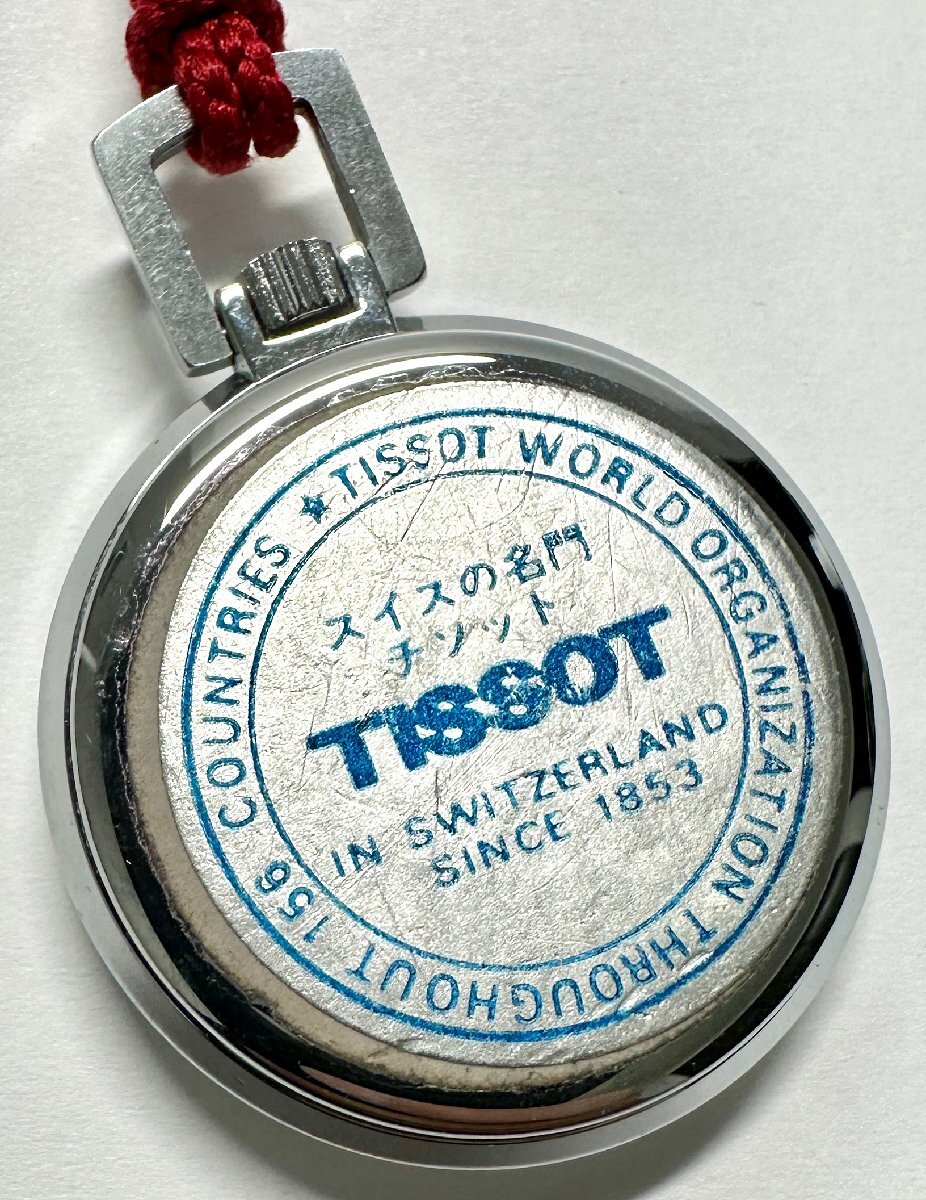 ★ TISSOT WORLD ORGANIZATION THROUGHOUT 156 COUNTRIES
スイスの名門
チソット
TISSOT
IN SWITZERLAND
SINCE 1853